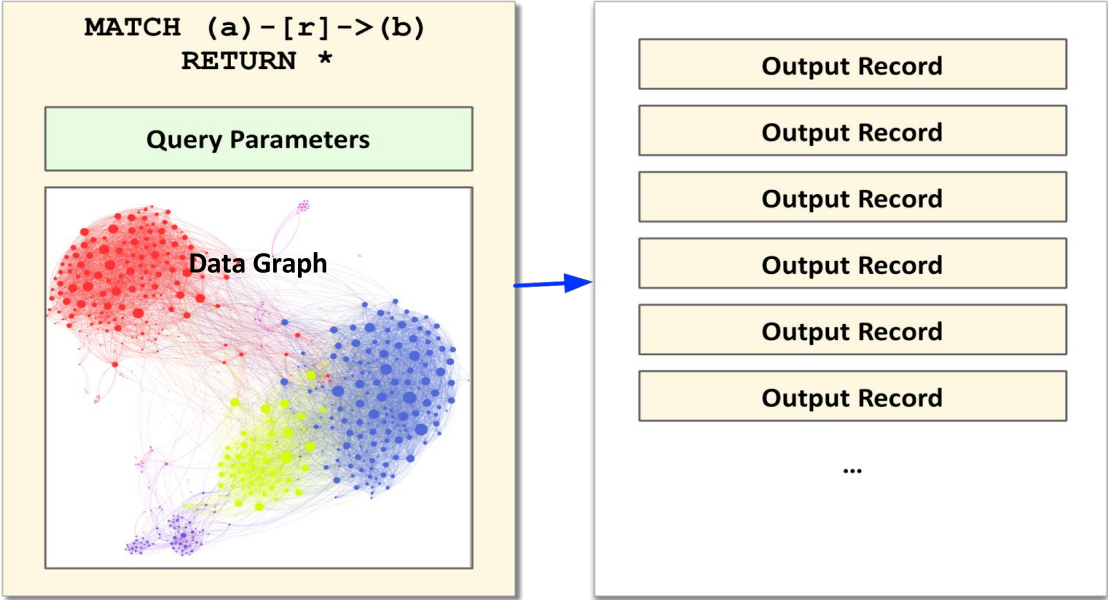 MATCH (a)-[r]->(b)
RETURN *
Query Parameters
Data Graph
Output Record
Output Record
Output Record
Output Record
Output Record
Output Record
...